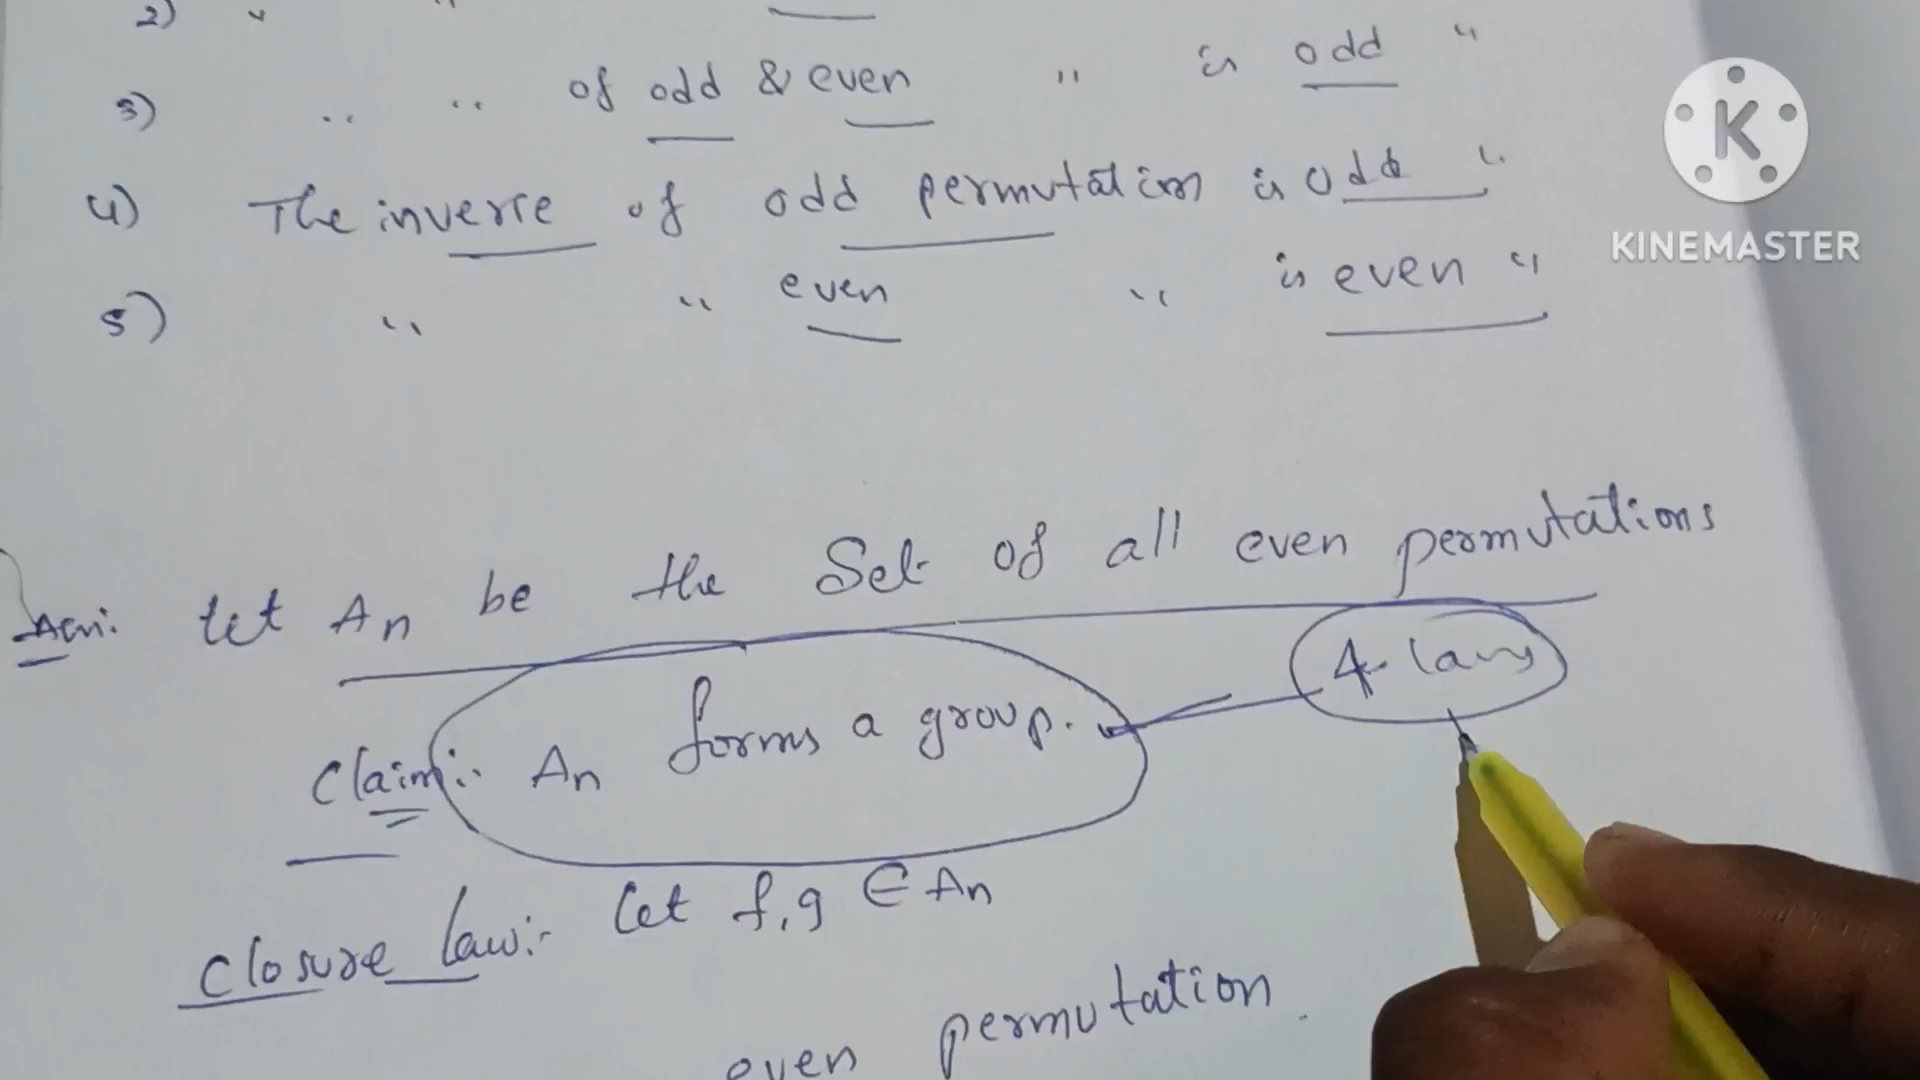 2) " "
3) " " of odd & even " is odd "
4) The inverse of odd permutation is odd "
5) " " even " is even "
let An be the Set of all even permutations
4-laws
Claim:- An forms a group.
Closure law:- let f,g ∈ An
even permutation.
K
KINEMASTER